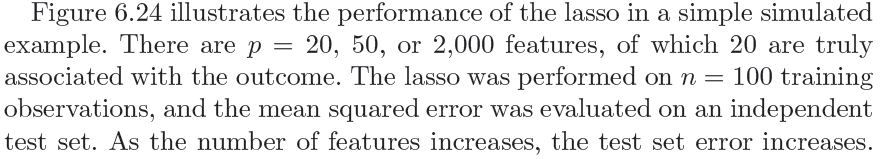 Figure 6.24 illustrates the performance of the lasso in a simple simulated
example. There are p = 20, 50, or 2,000 features, of which 20 are truly
associated with the outcome. The lasso was performed on n = 100 training
observations, and the mean squared error was evaluated on an independent
test set. As the number of features increases, the test set error increases.